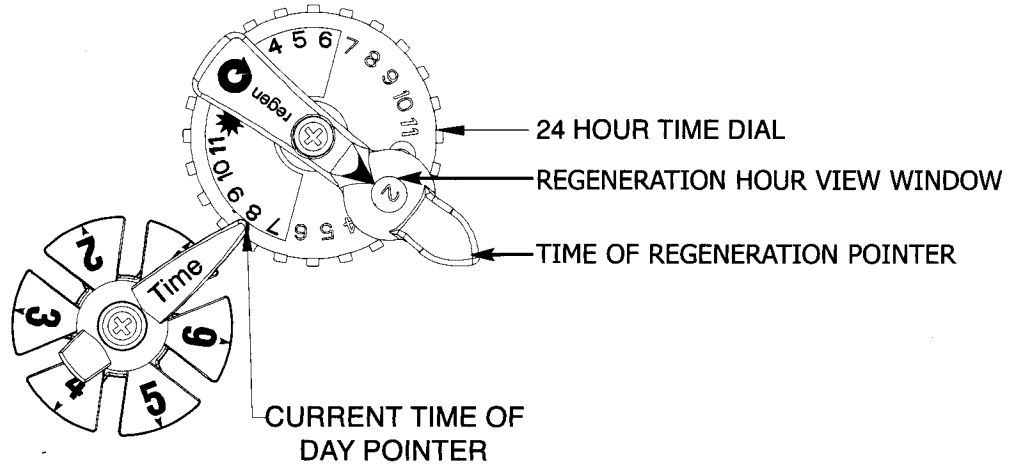 4 5 6 7 8 9 10 11
regen
11 10 9 8 7 6 5 4
2
24 HOUR TIME DIAL
REGENERATION HOUR VIEW WINDOW
TIME OF REGENERATION POINTER
Time
2
3
4
5
6
CURRENT TIME OF
DAY POINTER